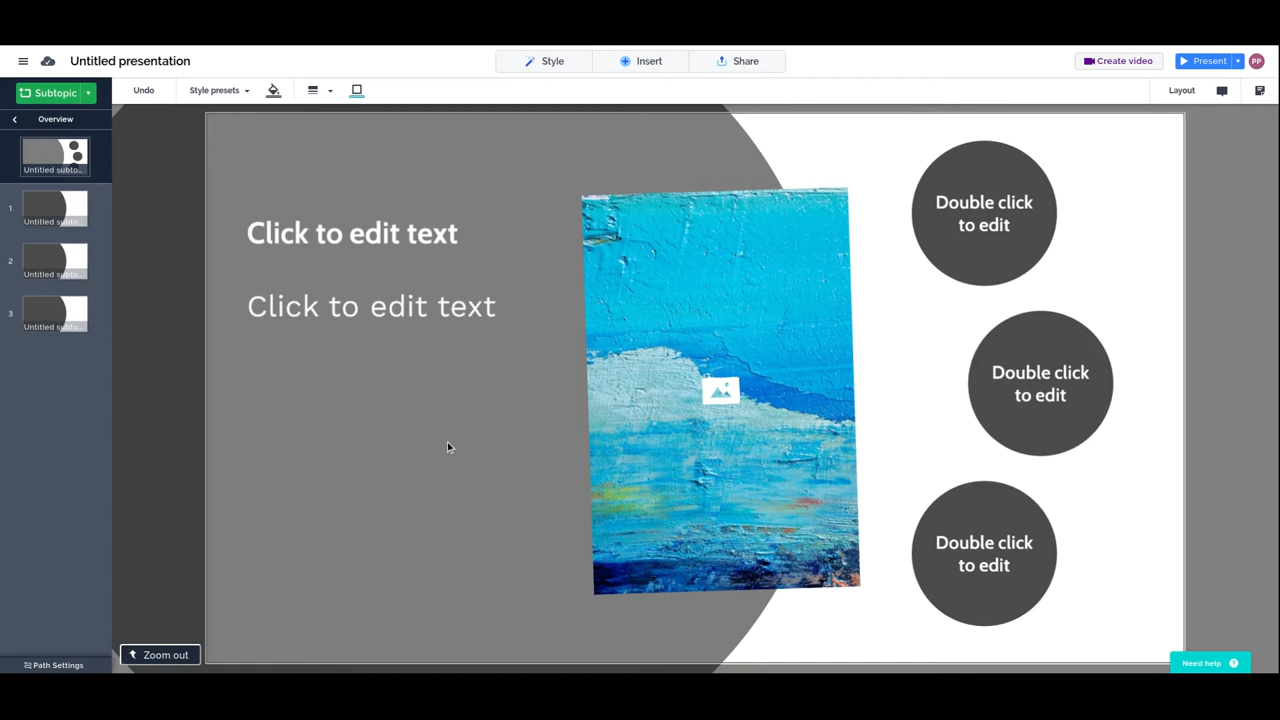 Untitled presentation
Style
Insert
Share
Create video
Present
PP
Subtopic
Undo
Style presets
Layout
Overview
Untitled subto...
1
Untitled subto...
2
Untitled subto...
3
Untitled subto...
Click to edit text
Click to edit text
Double click
to edit
Double click
to edit
Double click
to edit
Zoom out
Path Settings
Need help ?